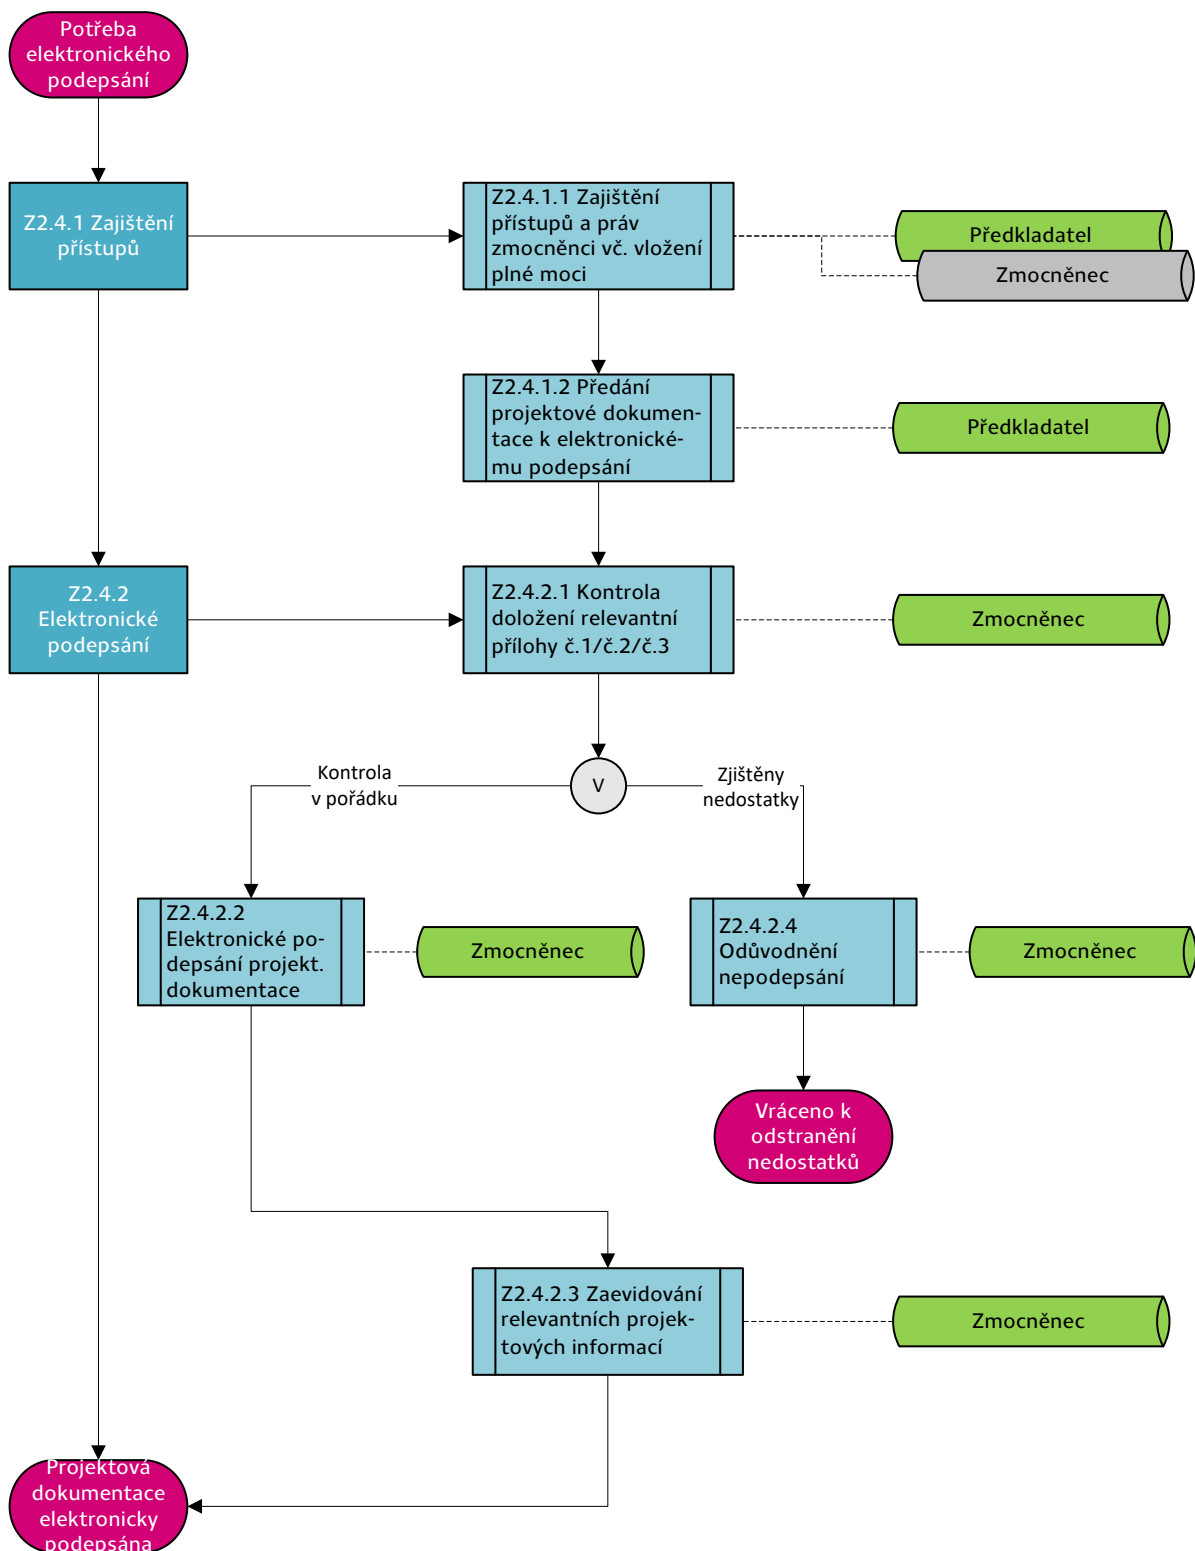 Potřeba
elektronického
podepsání
Z2.4.1 Zajištění
přístupů
Z2.4.1.1 Zajištění
přístupů a práv
zmocněnci vč. vložení
plné moci
Předkladatel
Zmocněnec
Z2.4.1.2 Předání
projektové dokumen-
tace k elektronické-
mu podepsání
Předkladatel
Z2.4.2
Elektronické
podepsání
Z2.4.2.1 Kontrola
doložení relevantní
přílohy č.1/č.2/č.3
Zmocněnec
Kontrola
v pořádku
V
Zjištěny
nedostatky
Z2.4.2.2
Elektronické po-
depsání projekt.
dokumentace
Zmocněnec
Z2.4.2.4
Odůvodnění
nepodepsání
Zmocněnec
Vráceno k
odstranění
nedostatků
Z2.4.2.3 Zaevidování
relevantních projek-
tových informací
Zmocněnec
Projektová
dokumentace
elektronicky
podepsána